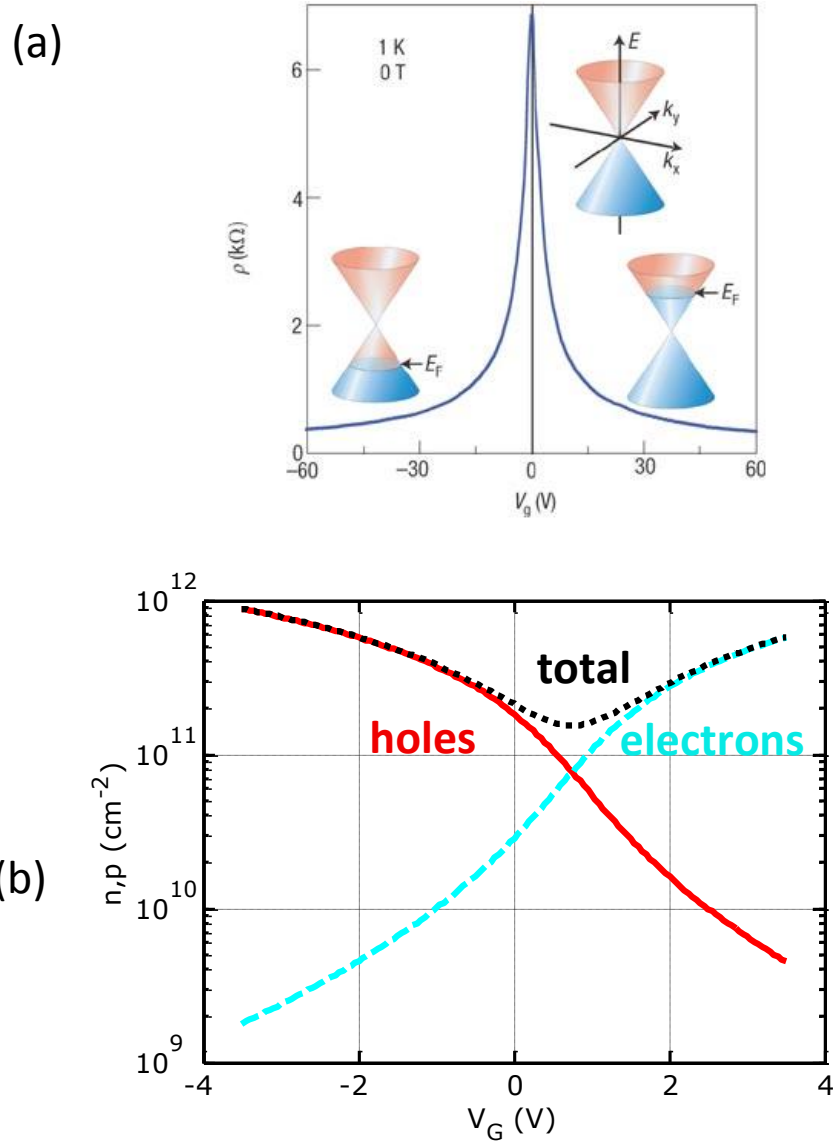 (a)
1 K
0 T
E
k_y
k_x
6
4
2
0
ρ (kΩ)
E_F
E_F
–60
–30
0
30
60
V_g (V)
(b)
10^12
10^11
10^10
10^9
n,p (cm^-2)
total
holes
electrons
-4
-2
0
2
4
V_G (V)